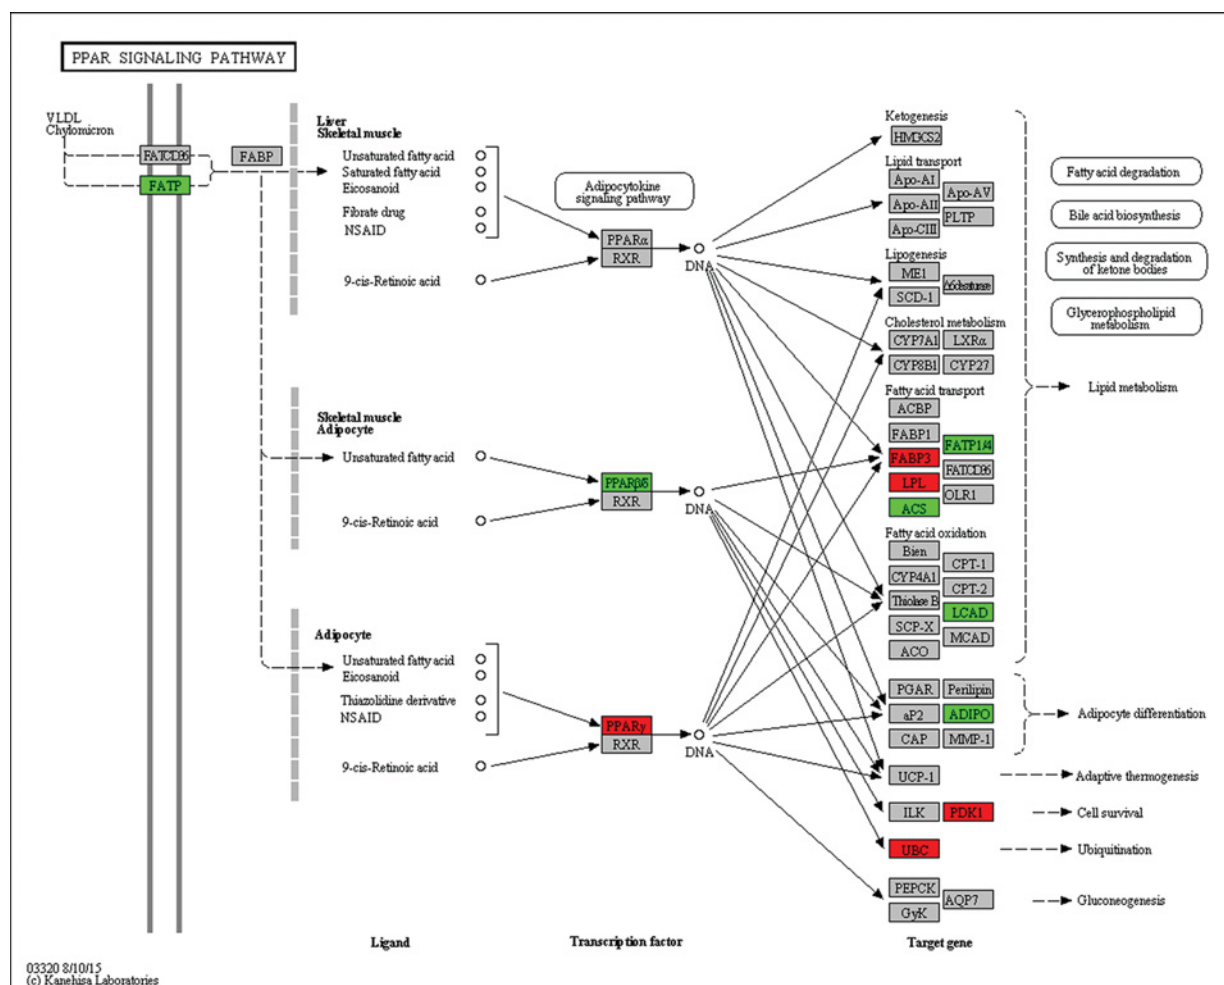 PPAR SIGNALING PATHWAY
VLDL
Chylomicron
FATCD36
FATP
FABP
Liver
Skeletal muscle
Unsaturated fatty acid
Saturated fatty acid
Eicosanoid
Fibrate drug
NSAID
9-cis-Retinoic acid
Adipocytokine
signaling pathway
PPARα
RXR
DNA
Skeletal muscle
Adipocyte
Unsaturated fatty acid
9-cis-Retinoic acid
PPARβ/δ
RXR
DNA
Adipocyte
Unsaturated fatty acid
Eicosanoid
Thiazolidine derivative
NSAID
9-cis-Retinoic acid
PPARγ
RXR
DNA
Ketogenesis
HMGCS2
Lipid transport
Apo-AI
Apo-AII
Apo-CIII
Apo-AV
PLTP
Lipogenesis
ME1
SCD-1
Δ6desaturase
Cholesterol metabolism
CYP7A1
LXRα
CYP8B1
CYP27
Fatty acid transport
ACBP
FABP1
FABP3
LPL
ACS
FATP1/4
FATCD36
OLR1
Fatty acid oxidation
Bien
CYP4A1
Thiolase B
SCP-X
ACO
CPT-1
CPT-2
LCAD
MCAD
PGAR
Perilipin
aP2
ADIPO
CAP
MMP-1
UCP-1
ILK
PDK1
UBC
PEPCK
GyK
AQP7
Fatty acid degradation
Bile acid biosynthesis
Synthesis and degradation
of ketone bodies
Glycerophospholipid
metabolism
Lipid metabolism
Adipocyte differentiation
Adaptive thermogenesis
Cell survival
Ubiquitination
Gluconeogenesis
Ligand
Transcription factor
Target gene
03320 8/10/15
(c) Kanehisa Laboratories